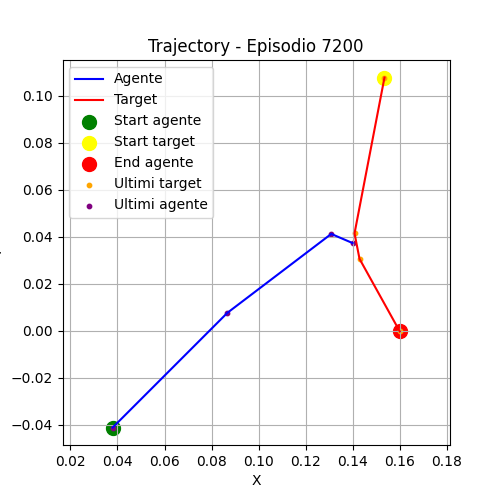 Trajectory - Episodio 7200
Agente
Target
Start agente
Start target
End agente
Ultimi target
Ultimi agente
0.10
0.08
0.06
0.04
0.02
0.00
−0.02
−0.04
0.02 0.04 0.06 0.08 0.10 0.12 0.14 0.16 0.18
X